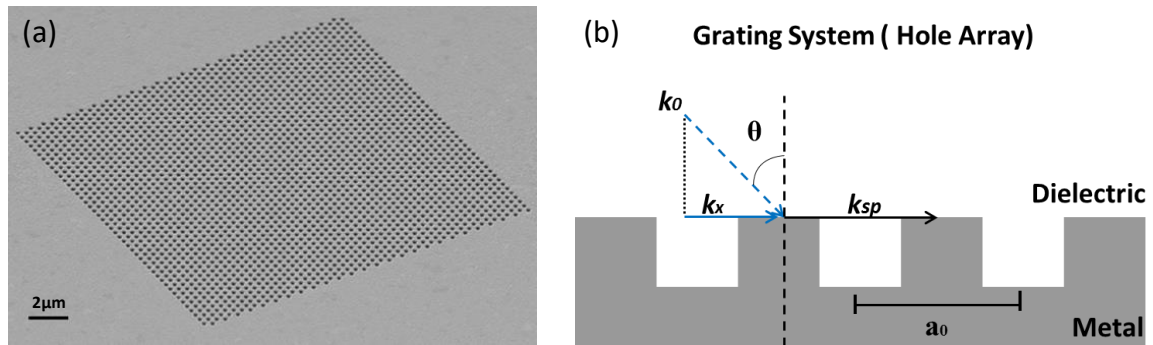 (a)
2μm
(b)
Grating System ( Hole Array)
k0
θ
kx
ksp
Dielectric
a0
Metal